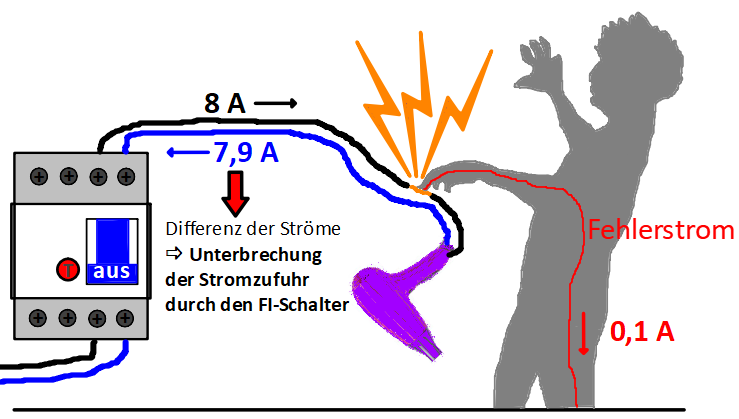 8 A
7,9 A
Differenz der Ströme
⇨ Unterbrechung
der Stromzufuhr
durch den FI-Schalter
aus
T
Fehlerstrom
0,1 A